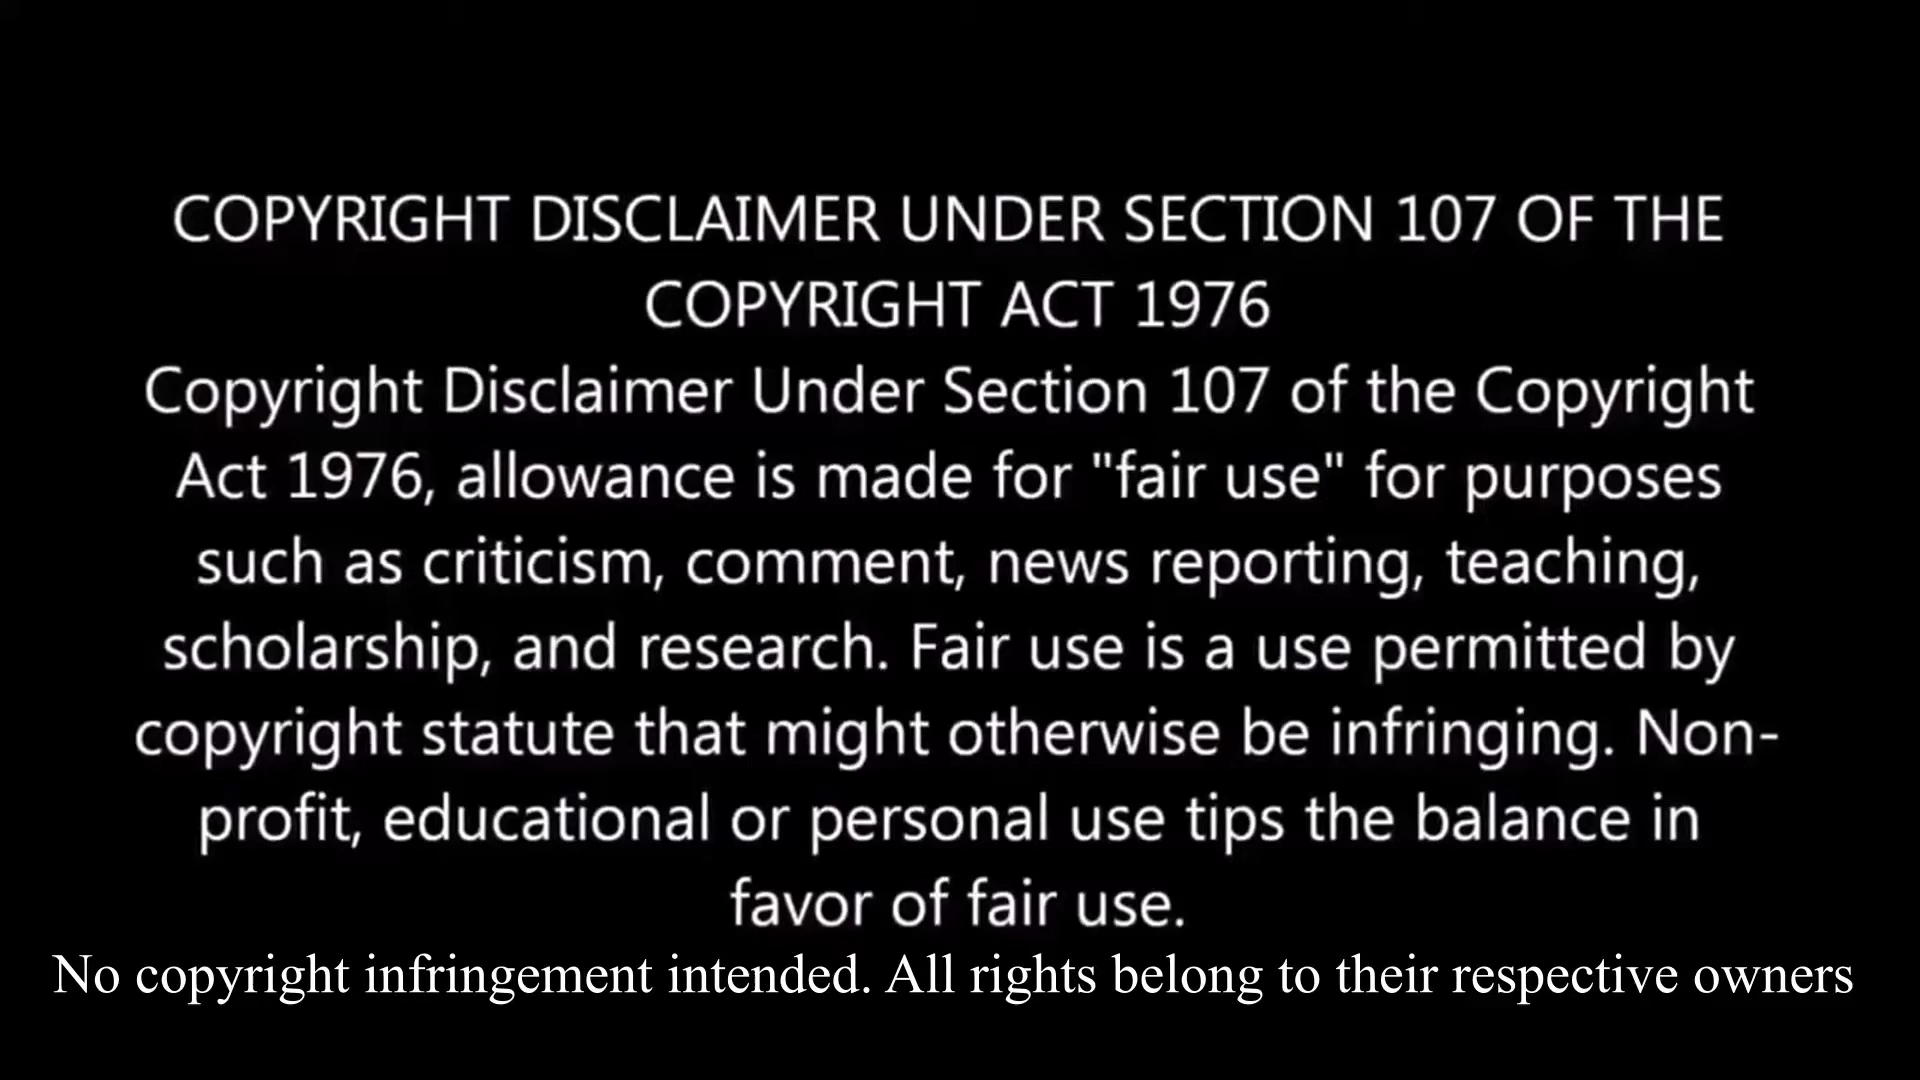 COPYRIGHT DISCLAIMER UNDER SECTION 107 OF THE
COPYRIGHT ACT 1976
Copyright Disclaimer Under Section 107 of the Copyright
Act 1976, allowance is made for "fair use" for purposes
such as criticism, comment, news reporting, teaching,
scholarship, and research. Fair use is a use permitted by
copyright statute that might otherwise be infringing. Non-
profit, educational or personal use tips the balance in
favor of fair use.
No copyright infringement intended. All rights belong to their respective owners